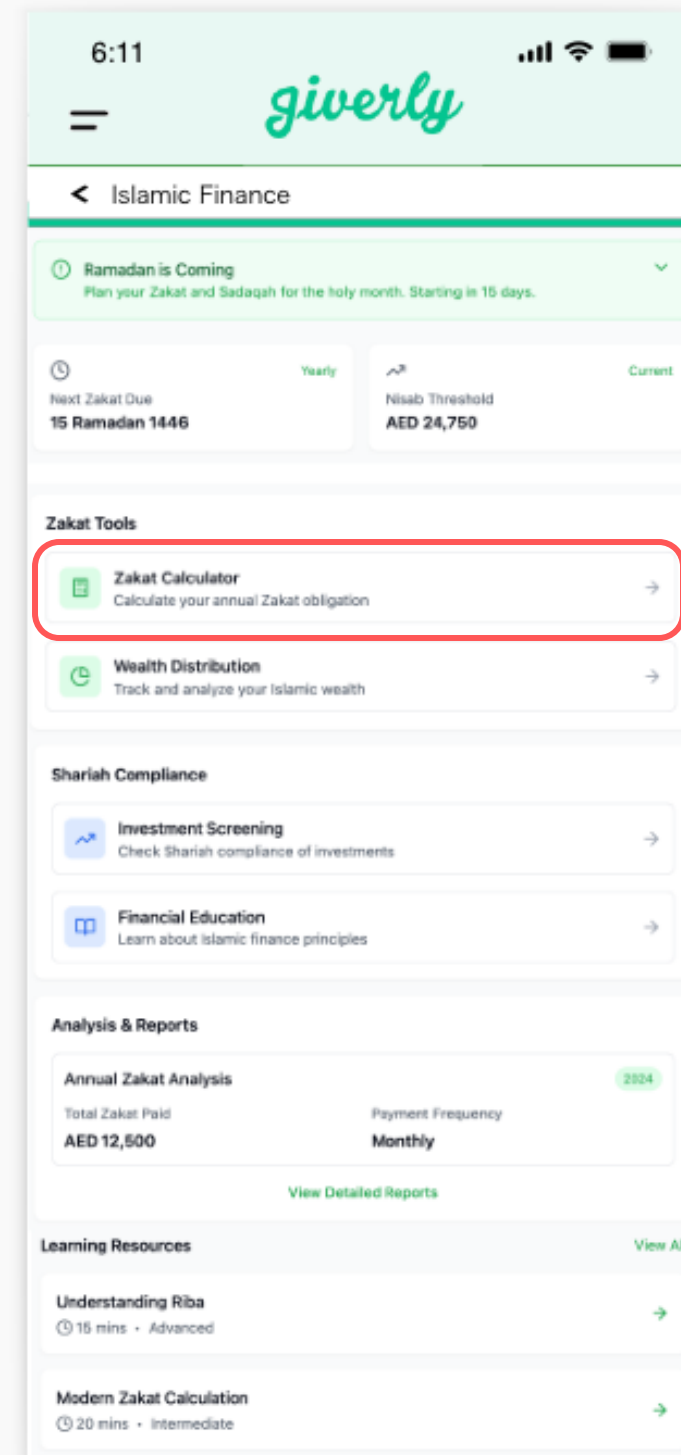 6:11
giverly
Islamic Finance
Ramadan is Coming
Plan your Zakat and Sadaqah for the holy month. Starting in 15 days.
Yearly
Next Zakat Due
15 Ramadan 1446
Current
Nisab Threshold
AED 24,750
Zakat Tools
Zakat Calculator
Calculate your annual Zakat obligation
Wealth Distribution
Track and analyze your Islamic wealth
Shariah Compliance
Investment Screening
Check Shariah compliance of investments
Financial Education
Learn about Islamic finance principles
Analysis & Reports
Annual Zakat Analysis
2024
Total Zakat Paid
AED 12,500
Payment Frequency
Monthly
View Detailed Reports
Learning Resources
View Al
Understanding Riba
15 mins • Advanced
Modern Zakat Calculation
20 mins • Intermediate